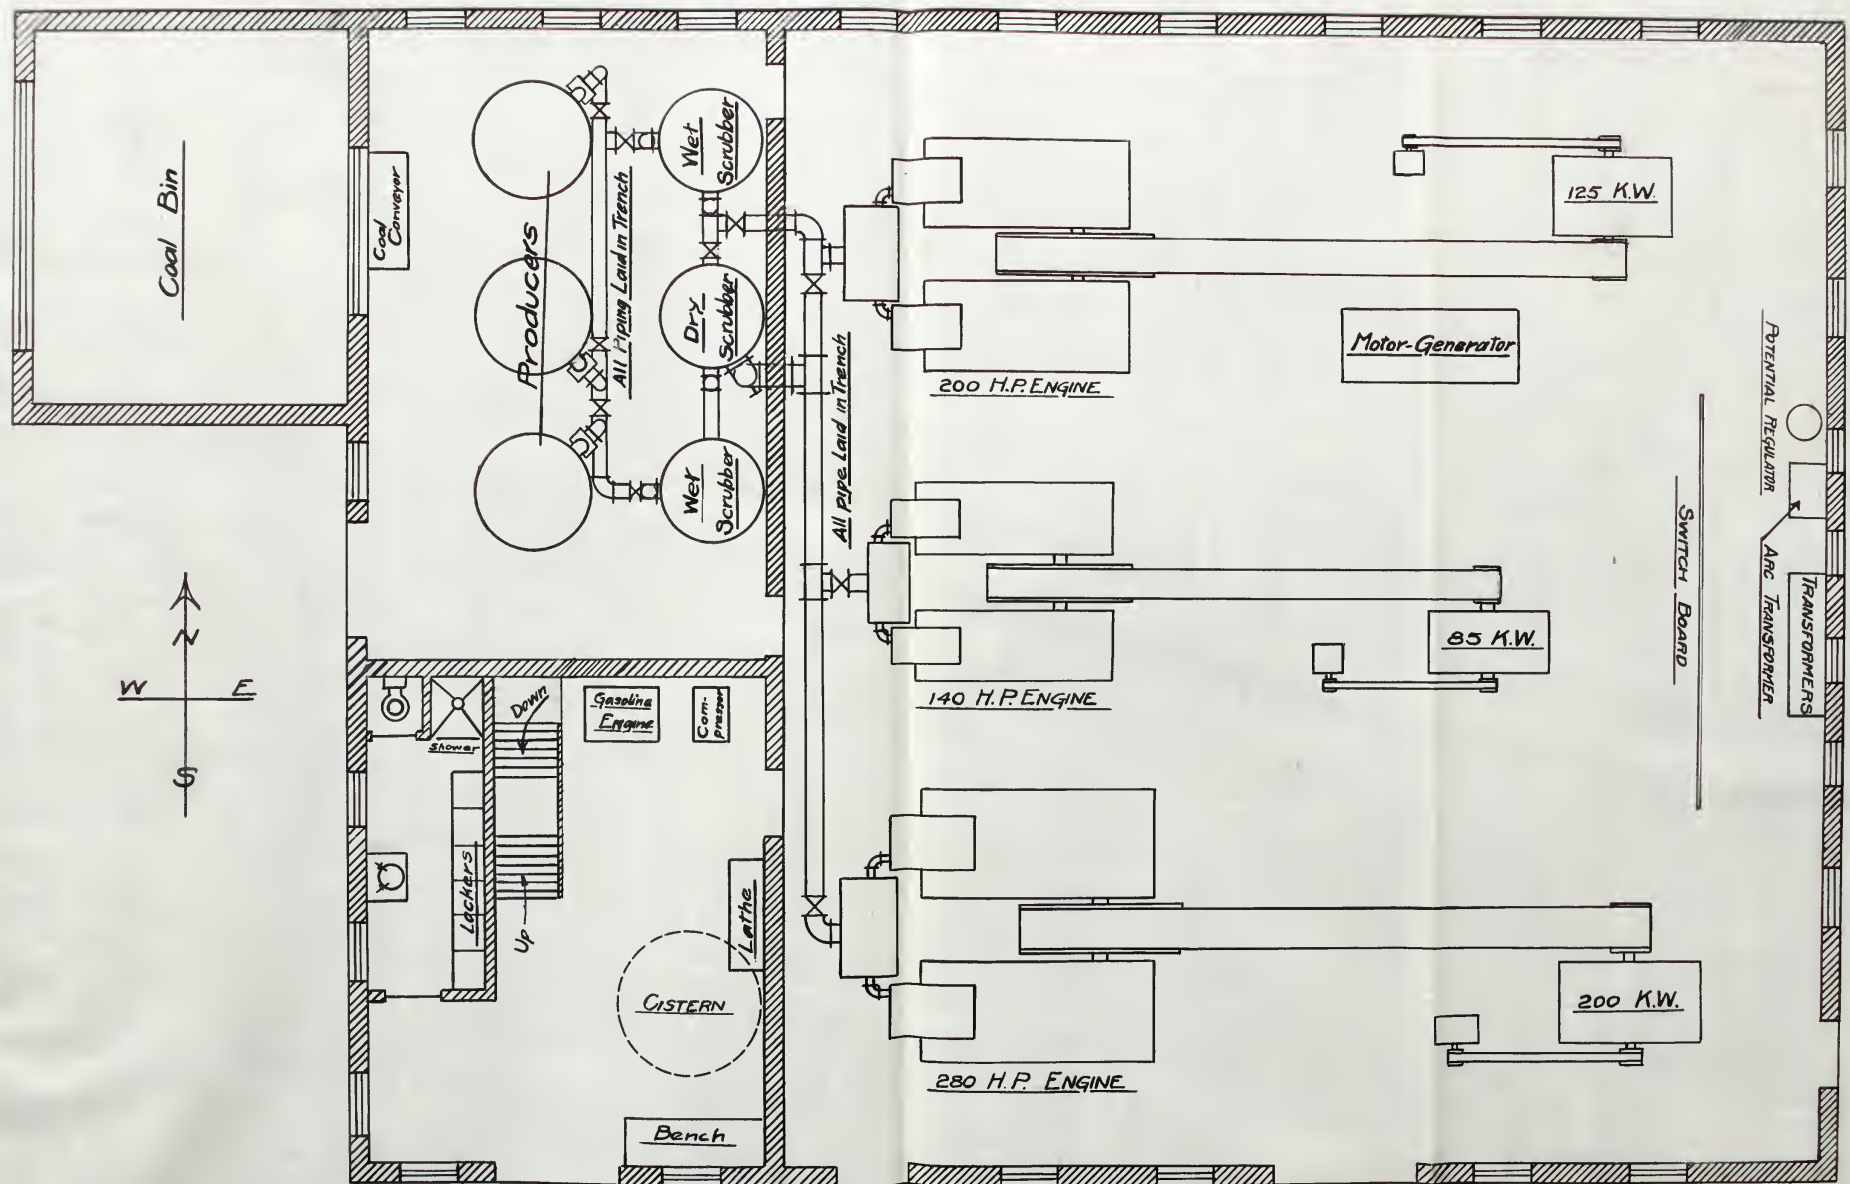 Coal Bin
Coal
Conveyor
Producers
All Piping Laid in Trench
Wet
Scrubber
Dry
Scrubber
Wet
Scrubber
All pipe Laid in Trench
200 H.P. ENGINE
125 K.W.
Motor-Generator
POTENTIAL REGULATOR
SWITCH BOARD
ARC TRANSFORMER
TRANSFORMERS
140 H.P. ENGINE
85 K.W.
N
W E
S
Shower
DOWN
Gasoline
Engine
Com-
pressor
Lackers
UP
Lathe
CISTERN
Bench
280 H.P. ENGINE
200 K.W.